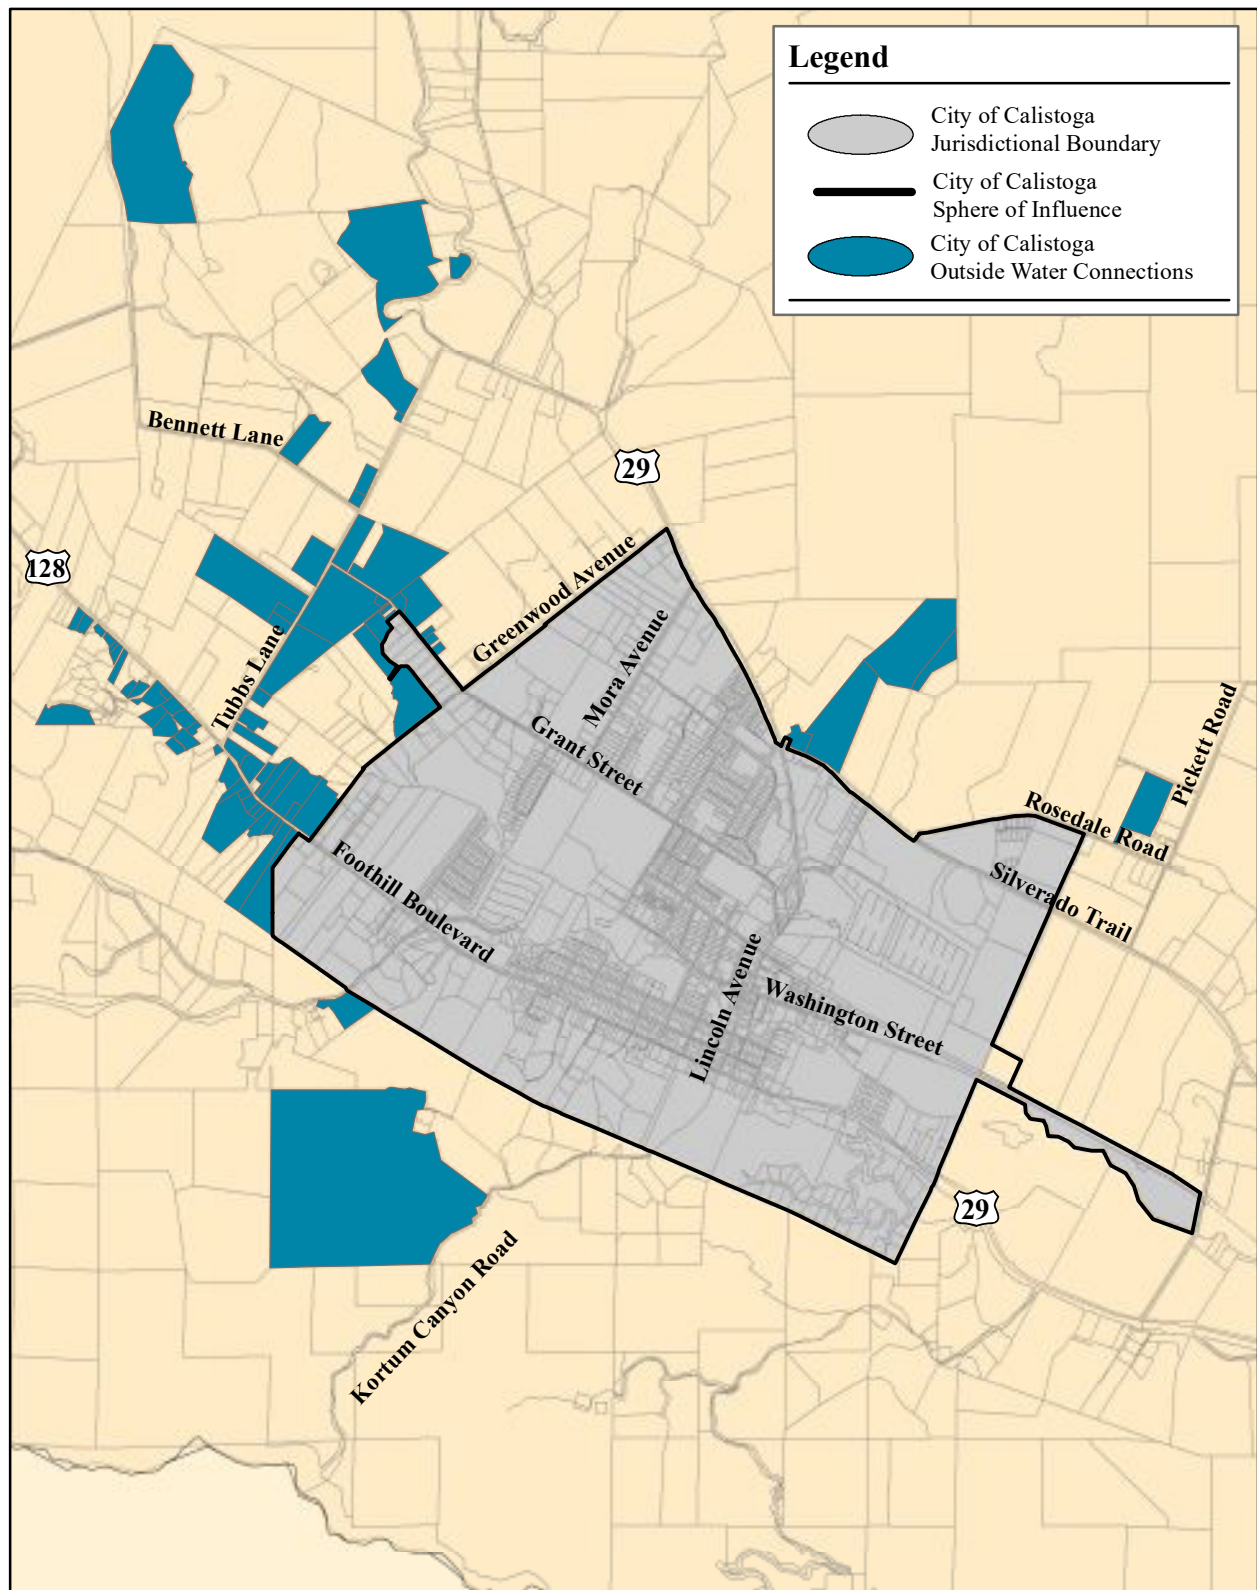 Legend
City of Calistoga
Jurisdictional Boundary
City of Calistoga
Sphere of Influence
City of Calistoga
Outside Water Connections
Bennett Lane
29
128
Greenwood Avenue
Mora Avenue
Tubbs Lane
Grant Street
Pickett Road
Rosedale Road
Foothill Boulevard
Silverado Trail
Lincoln Avenue
Washington Street
29
Kortum Canyon Road